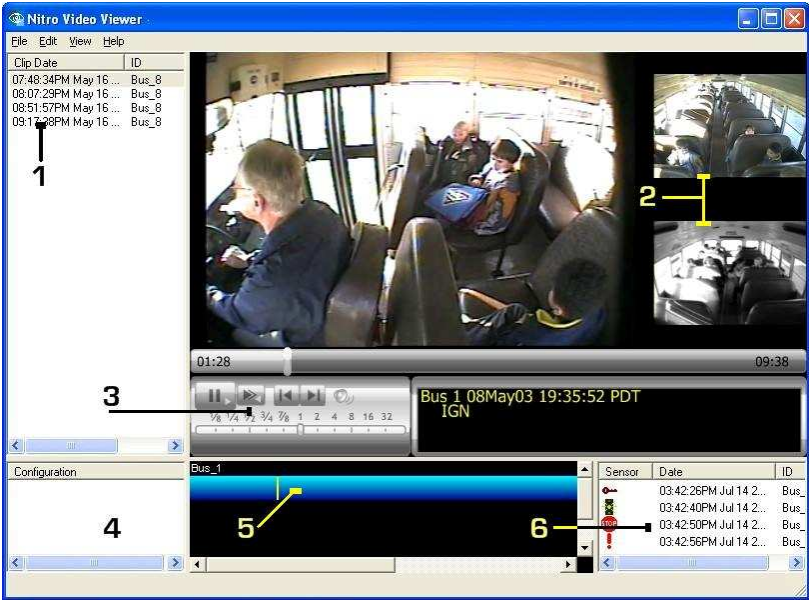 Nitro Video Viewer
File Edit View Help
Clip Date ID
07:48:34PM May 16 ... Bus_8
08:07:29PM May 16 ... Bus_8
08:51:57PM May 16 ... Bus_8
09:17:38PM May 16 ... Bus_8
1
2
01:28 09:38
3
⅛ ¼ ½ ¾ ⅞ 1 2 4 8 16 32
Bus 1 08May03 19:35:52 PDT
IGN
Configuration
4
Bus_1
5
Sensor Date ID
03:42:26PM Jul 14 2... Bus_
03:42:40PM Jul 14 2... Bus_
STOP 03:42:50PM Jul 14 2... Bus_
03:42:56PM Jul 14 2... Bus_
6